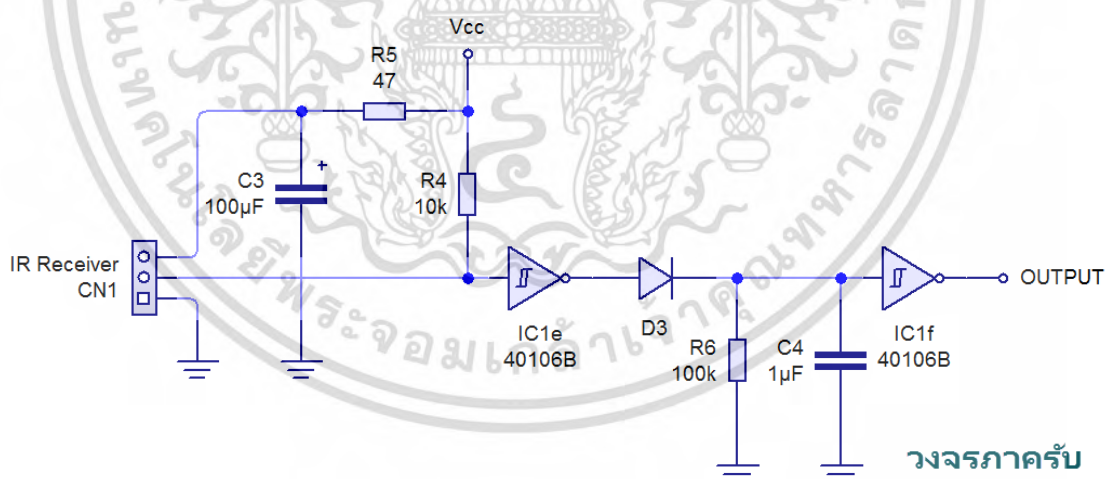 Vcc
R5
47
C3
100µF
+
R4
10k
IR Receiver
CN1
IC1e
40106B
D3
R6
100k
C4
1µF
IC1f
40106B
OUTPUT
วงจรภาครับ